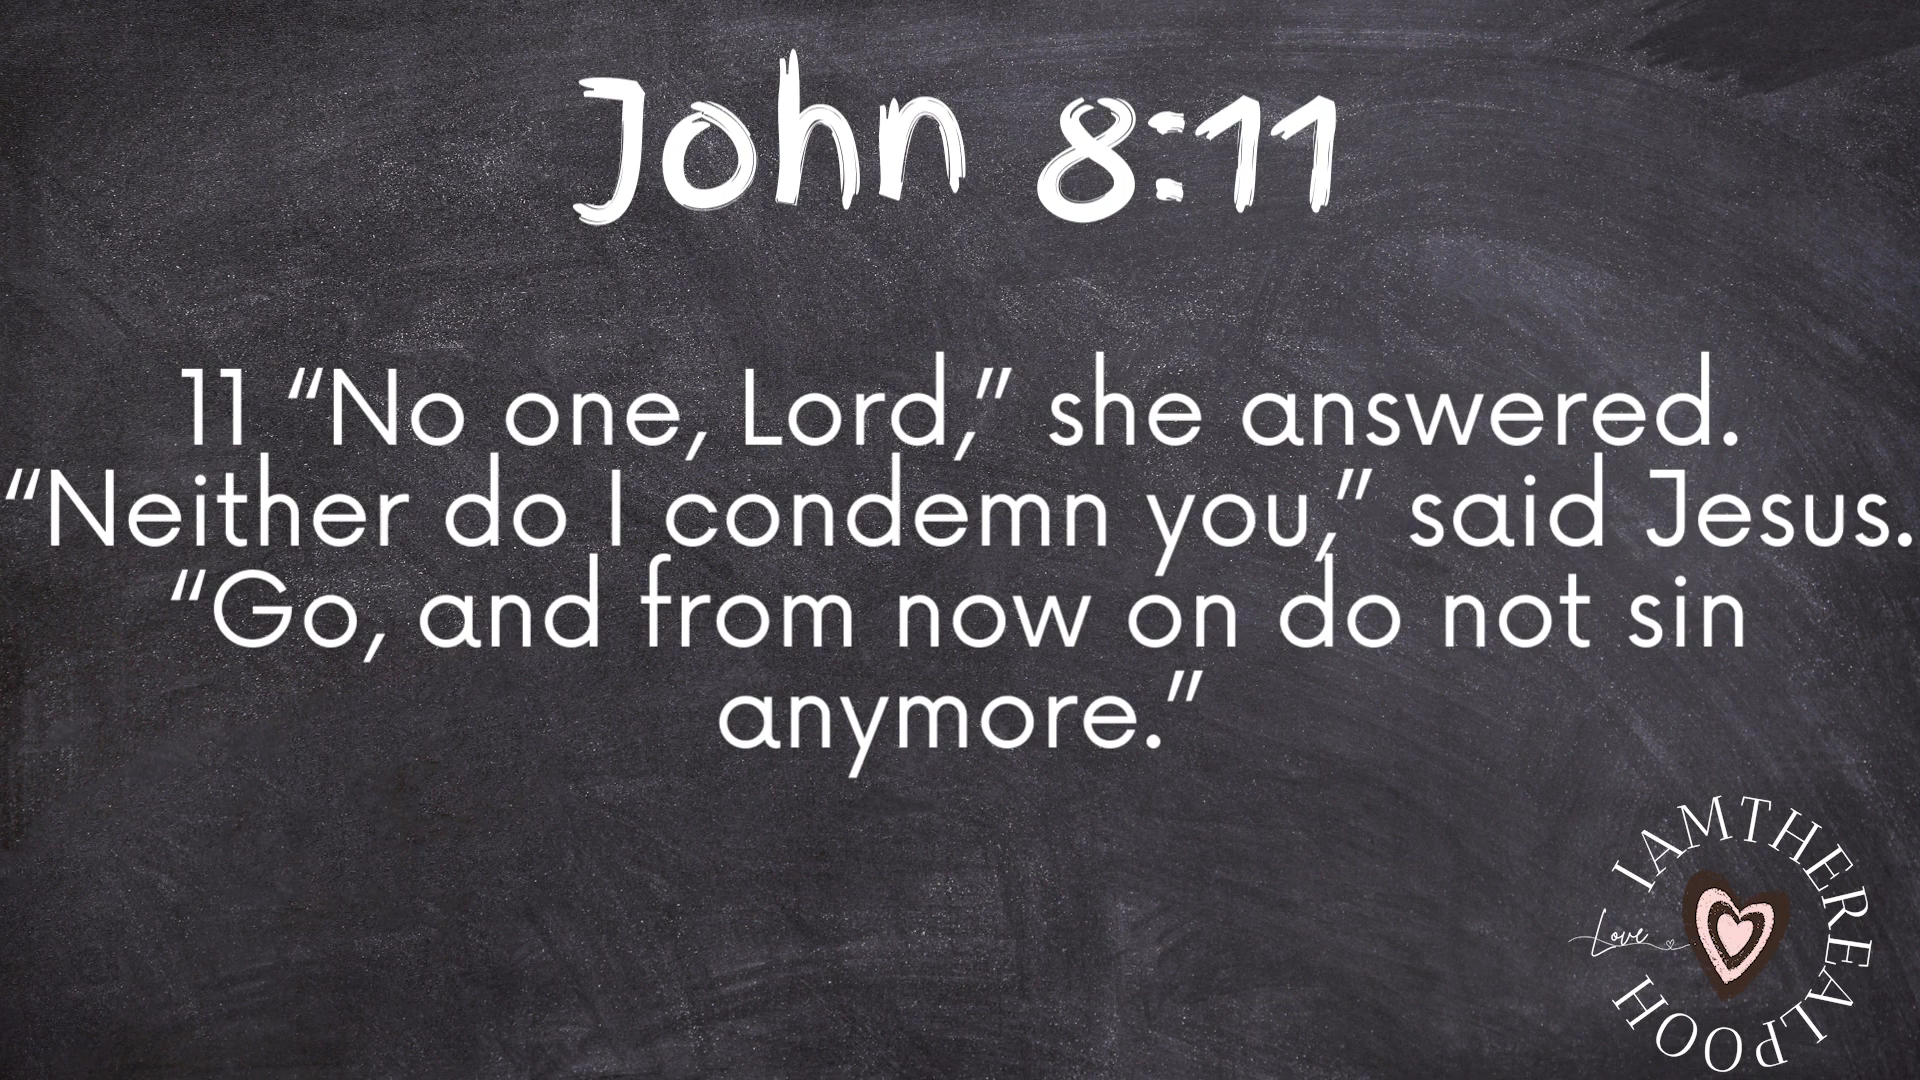 John 8:11
11 “No one, Lord,” she answered.
“Neither do I condemn you,” said Jesus.
“Go, and from now on do not sin
anymore.”
IAMTHEREALPOOH
Love